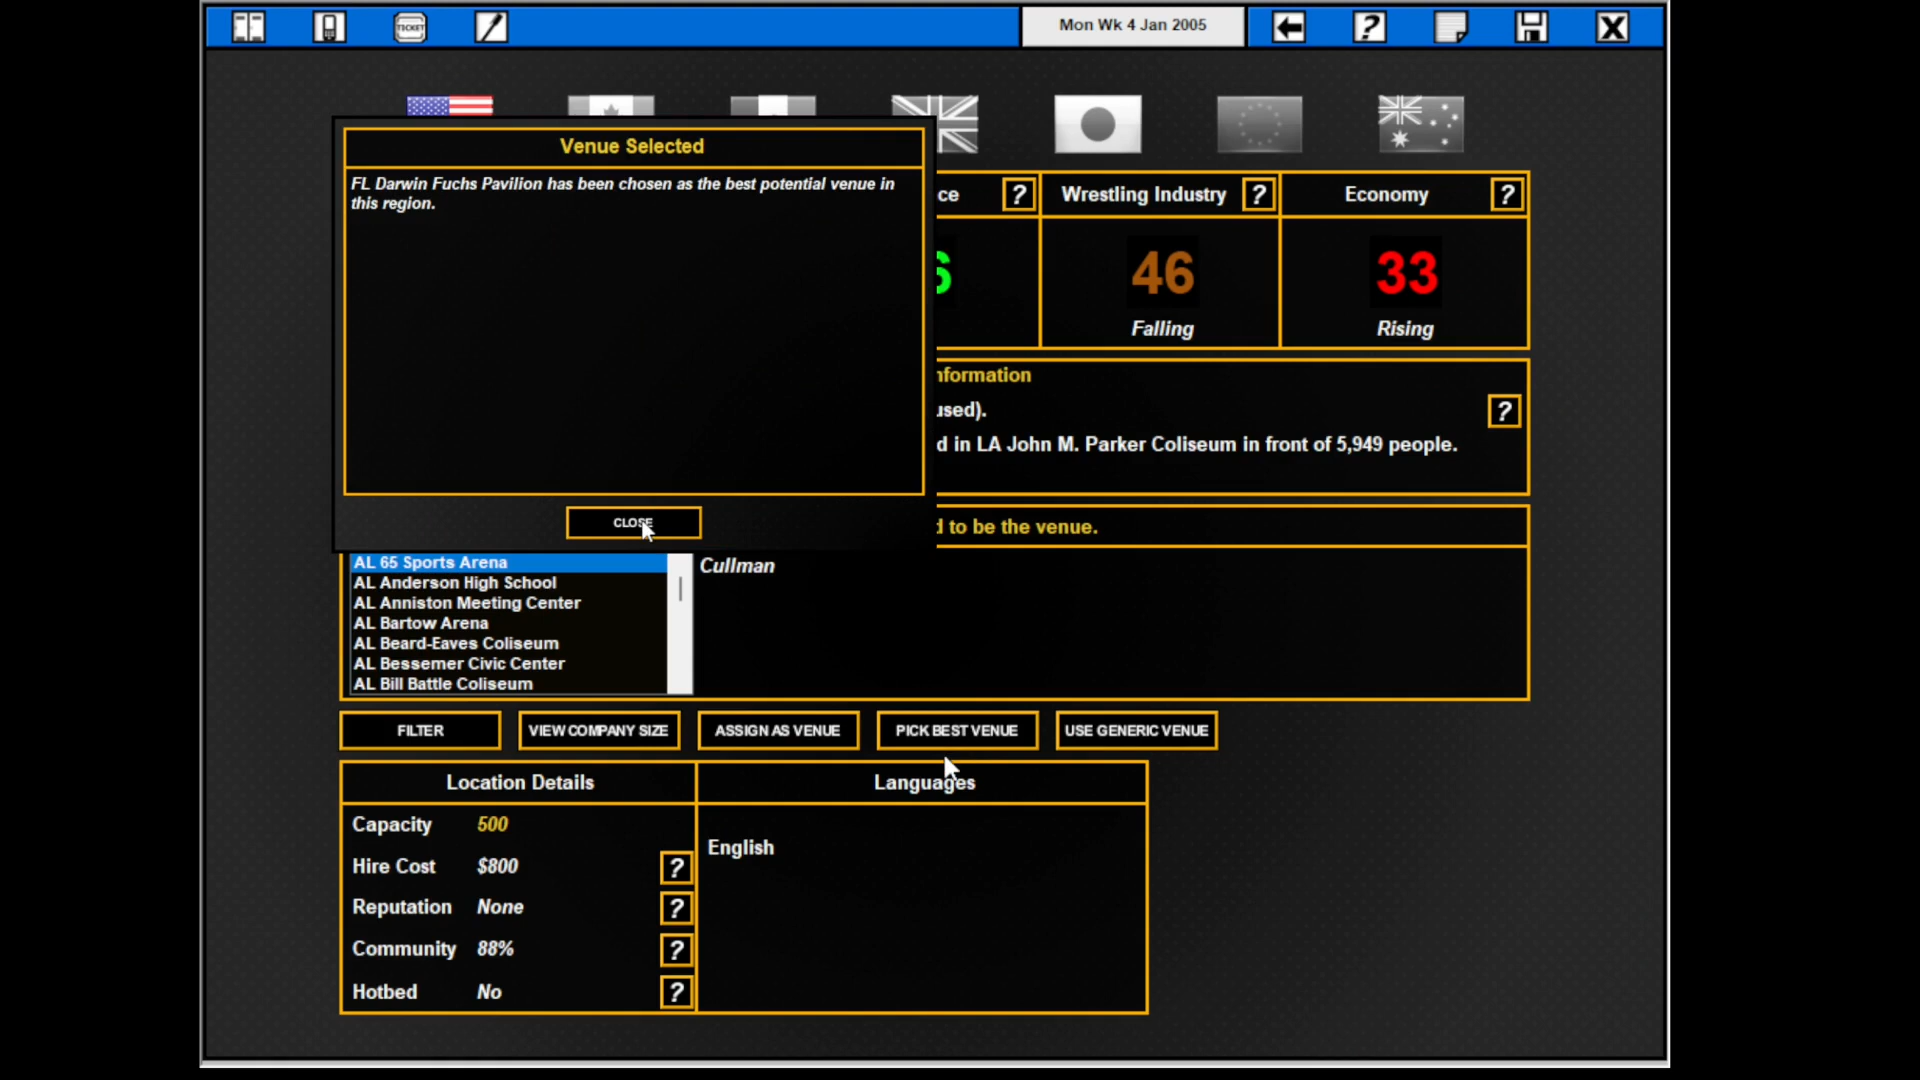 TICKET
Mon Wk 4 Jan 2005
?
X
Venue Selected
FL Darwin Fuchs Pavilion has been chosen as the best potential venue in
this region.
CLOSE
ce ?
Wrestling Industry ?
Economy ?
46
33
Falling
Rising
nformation
used).
?
d in LA John M. Parker Coliseum in front of 5,949 people.
d to be the venue.
AL 65 Sports Arena
AL Anderson High School
AL Anniston Meeting Center
AL Bartow Arena
AL Beard-Eaves Coliseum
AL Bessemer Civic Center
AL Bill Battle Coliseum
Cullman
FILTER
VIEW COMPANY SIZE
ASSIGN AS VENUE
PICK BEST VENUE
USE GENERIC VENUE
Location Details
Languages
Capacity 500
Hire Cost $800 ?
Reputation None ?
Community 88% ?
Hotbed No ?
English